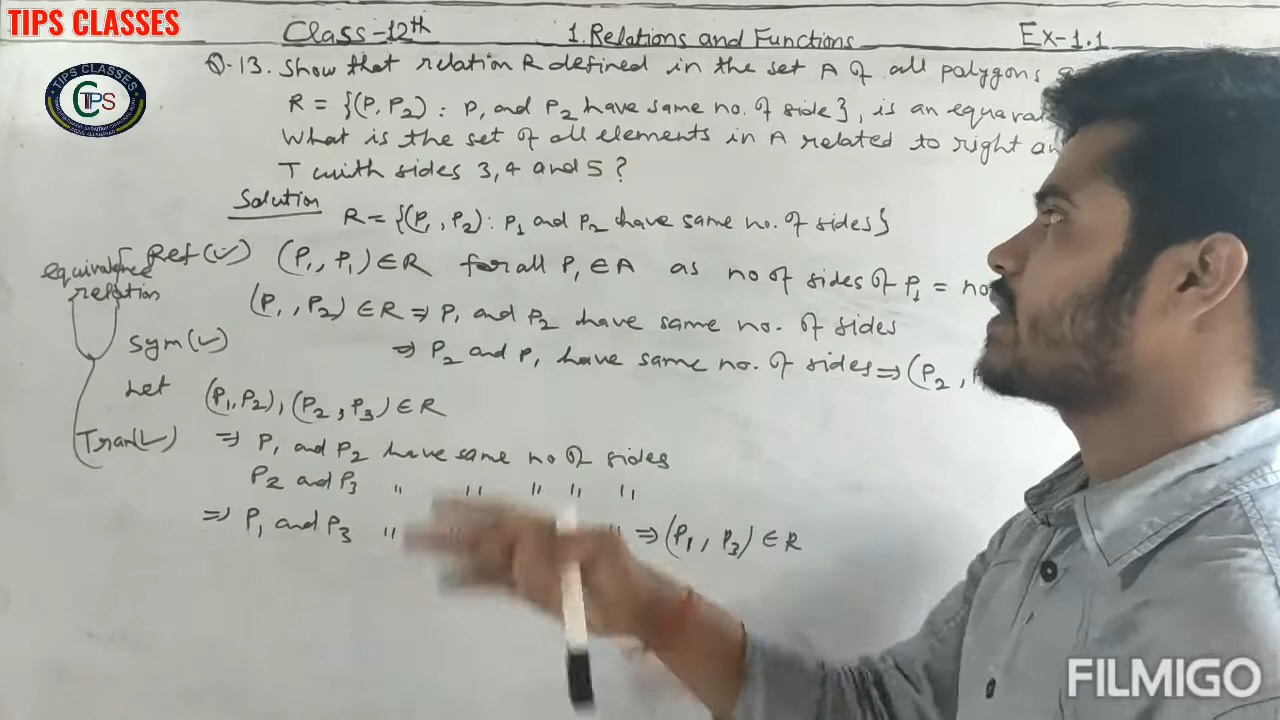 TIPS CLASSES
Class-12th 1. Relations and Functions Ex-1.1
TIPS CLASSES
TIPS
Q.13. Show that relation R defined in the set A of all polygons
R = {(P, P2) : P, and P2 have same no. of side}, is an equava
What is the set of all elements in A related to right an
T with sides 3, 4 and 5 ?
Solution
R = {(P1, P2) : P1 and P2 have same no. of sides}
Ref(✓) (P1, P1) ∈ R for all P1 ∈ A as no of sides of P1 = no
equivalence
relation
(P1, P2) ∈ R ⇒ P1 and P2 have same no. of sides
Sym(✓)
⇒ P2 and P1 have same no. of sides ⇒ (P2,
Let (P1, P2), (P2, P3) ∈ R
Tran(✓) ⇒ P1 and P2 have same no of sides
P2 and P3 " " " " "
⇒ P1 and P3 " " " ⇒ (P1, P3) ∈ R
FILMIGO